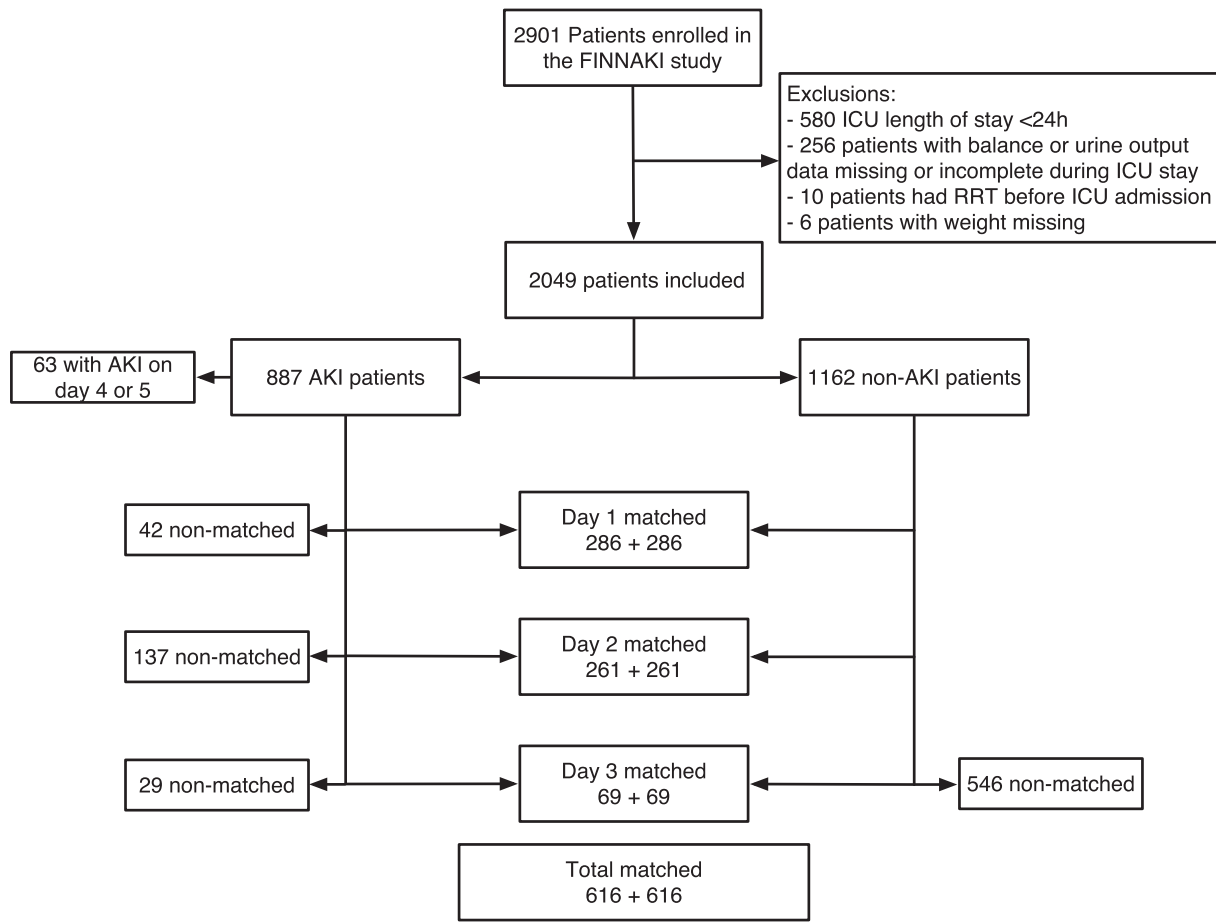 2901 Patients enrolled in
the FINNAKI study
Exclusions:
- 580 ICU length of stay <24h
- 256 patients with balance or urine output
data missing or incomplete during ICU stay
- 10 patients had RRT before ICU admission
- 6 patients with weight missing
2049 patients included
63 with AKI on
day 4 or 5
887 AKI patients
1162 non-AKI patients
42 non-matched
Day 1 matched
286 + 286
137 non-matched
Day 2 matched
261 + 261
29 non-matched
Day 3 matched
69 + 69
546 non-matched
Total matched
616 + 616